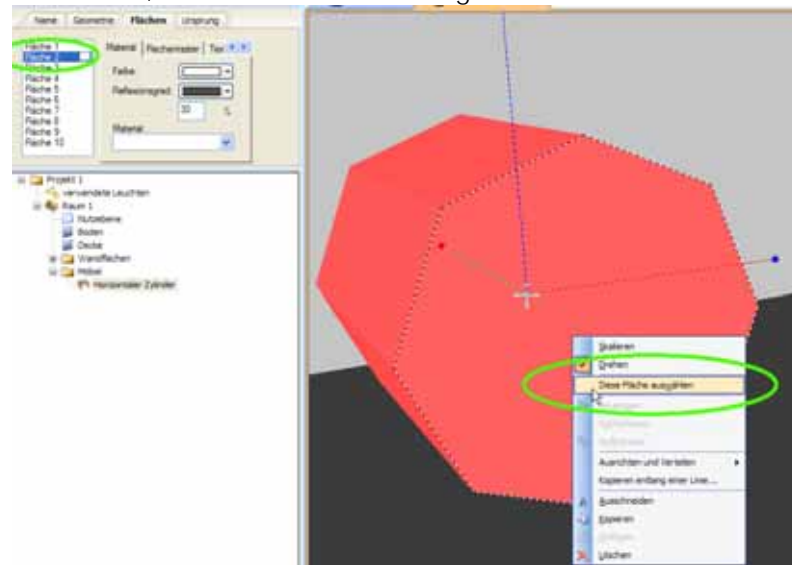 Name Geometrie Flächen Ursprung
Fläche 1
Fläche 2
Fläche 3
Fläche 4
Fläche 5
Fläche 6
Fläche 7
Fläche 8
Fläche 9
Fläche 10
Material Flächenraster Tex
Farbe
Reflexionsgrad
30 %
Material
Projekt 1
verwendete Leuchten
Raum 1
Nutzebene
Boden
Decke
Wandflächen
Möbel
Horizontaler Zylinder
Skalieren
Drehen
Diese Fläche auswählen
Ausrichten und Verteilen
Kopieren entlang einer Linie...
Ausschneiden
Kopieren
Einfügen
Löschen